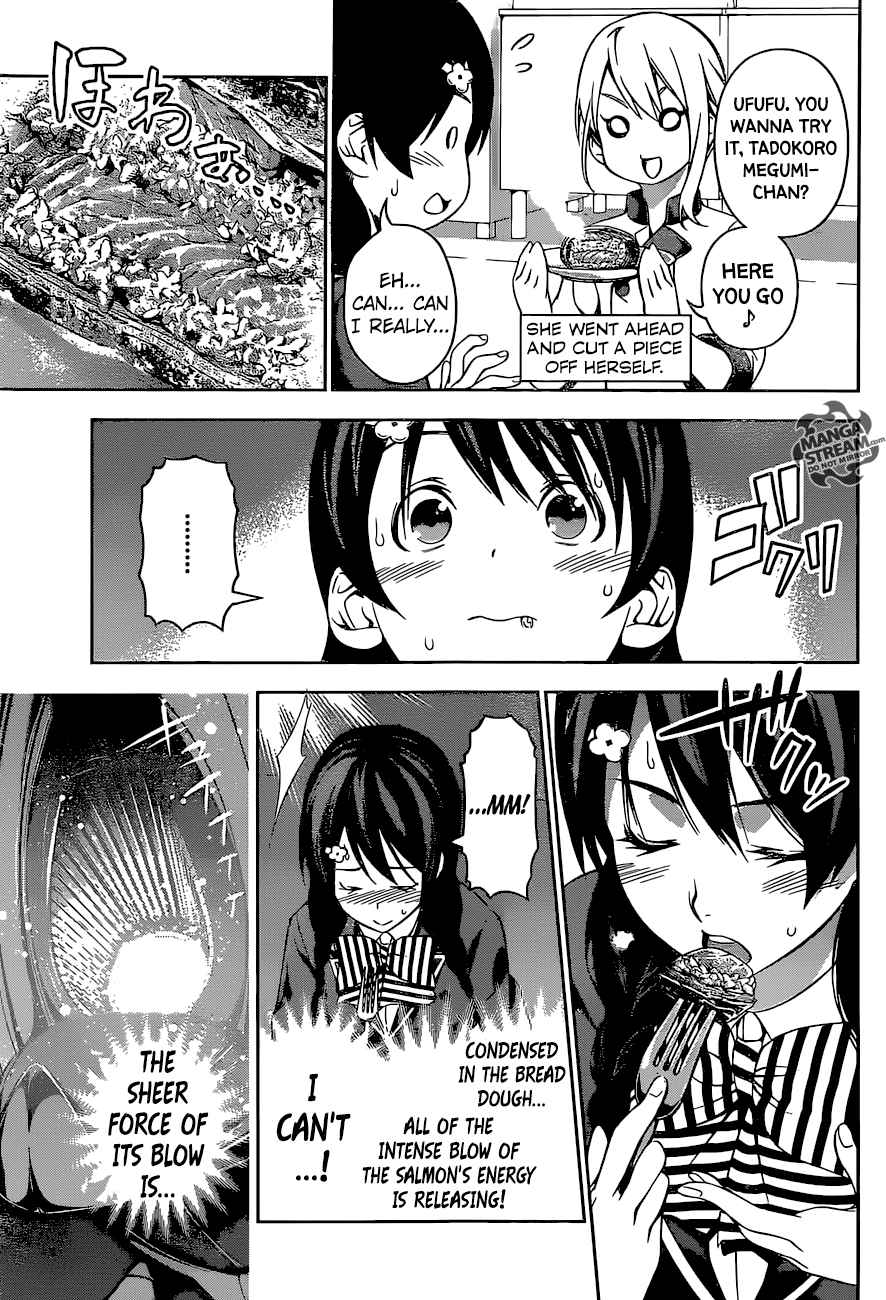 UFUFU. YOU
WANNA TRY
IT, TADOKORO
MEGUMI-
CHAN?
HERE
YOU GO
♪
EH...
CAN... CAN
I REALLY...
SHE WENT AHEAD
AND CUT A PIECE
OFF HERSELF.
ほわぁ...
MANGA
STREAM.com
DO NOT MIRROR
ゴクリ
.........
パクッ
...MM!
CONDENSED
IN THE BREAD
DOUGH...
ALL OF THE
INTENSE BLOW OF
THE SALMON'S ENERGY
IS RELEASING!
I
CAN'T
...!
THE
SHEER
FORCE OF
ITS BLOW
IS...